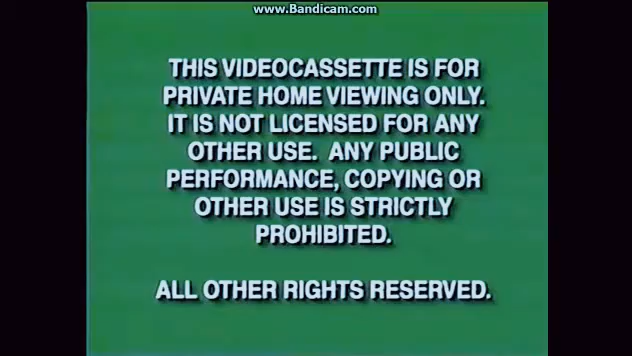 www.Bandicam.com
THIS VIDEOCASSETTE IS FOR
PRIVATE HOME VIEWING ONLY.
IT IS NOT LICENSED FOR ANY
OTHER USE.  ANY PUBLIC
PERFORMANCE, COPYING OR
OTHER USE IS STRICTLY
PROHIBITED.
ALL OTHER RIGHTS RESERVED.